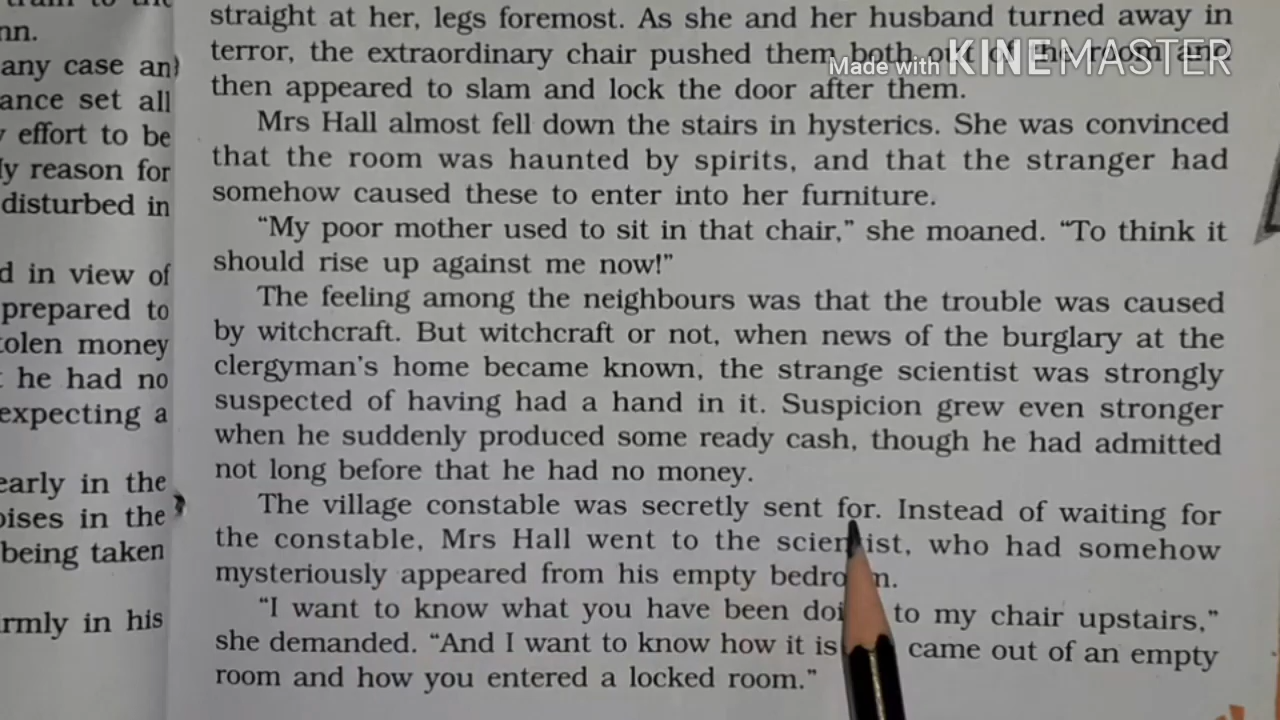 nn.
any case an
ance set all
effort to be
ly reason for
disturbed in
d in view of
prepared to
olen money
he had no
expecting a
early in the
oises in the
being taken
rmly in his
straight at her, legs foremost. As she and her husband turned away in
terror, the extraordinary chair pushed them both out of the room and
Made with KINEMASTER
then appeared to slam and lock the door after them.
Mrs Hall almost fell down the stairs in hysterics. She was convinced
that the room was haunted by spirits, and that the stranger had
somehow caused these to enter into her furniture.
“My poor mother used to sit in that chair,” she moaned. “To think it
should rise up against me now!”
The feeling among the neighbours was that the trouble was caused
by witchcraft. But witchcraft or not, when news of the burglary at the
clergyman's home became known, the strange scientist was strongly
suspected of having had a hand in it. Suspicion grew even stronger
when he suddenly produced some ready cash, though he had admitted
not long before that he had no money.
The village constable was secretly sent for. Instead of waiting for
the constable, Mrs Hall went to the scientist, who had somehow
mysteriously appeared from his empty bedroom.
“I want to know what you have been doing to my chair upstairs,”
she demanded. “And I want to know how it is came out of an empty
room and how you entered a locked room.”